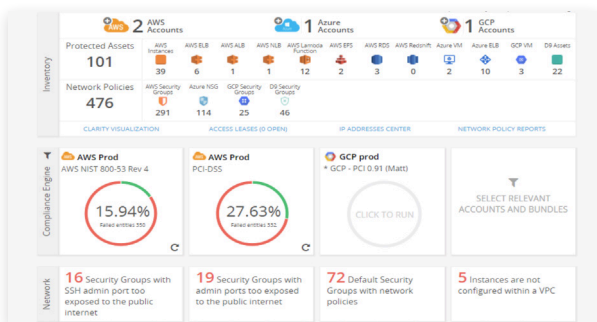 aws 2 AWS Accounts 1 Azure Accounts 1 GCP Accounts
Inventory
Protected Assets
101
AWS Instances 39
AWS ELB 6
AWS ALB 1
AWS NLB 1
AWS Lamoda Function 12
AWS EFS 2
AWS RDS 3
AWS Redshift 0
Azure VM 2
Azure ELB 10
GCP VM 3
D9 Assets 22
Network Policies
476
AWS Security Groups 291
Azure NSG 114
GCP Security Groups 25
D9 Security Groups 46
CLARITY VISUALIZATION
ACCESS LEASES (0 OPEN)
IP ADDRESSES CENTER
NETWORK POLICY REPORTS
Compliance Engine
AWS Prod
AWS NIST 800-53 Rev 4
15.94%
Failed entities
AWS Prod
PCI-DSS
27.63%
Failed entities
GCP prod
* GCP - PCI 0.91 (Matt)
CLICK TO RUN
SELECT RELEVANT
ACCOUNTS AND BUNDLES
Network
16 Security Groups with
SSH admin port too
exposed to the public
internet
19 Security Groups with
admin ports too exposed
to the public internet
72 Default Security
Groups with network
policies
5 Instances are not
configured within a VPC